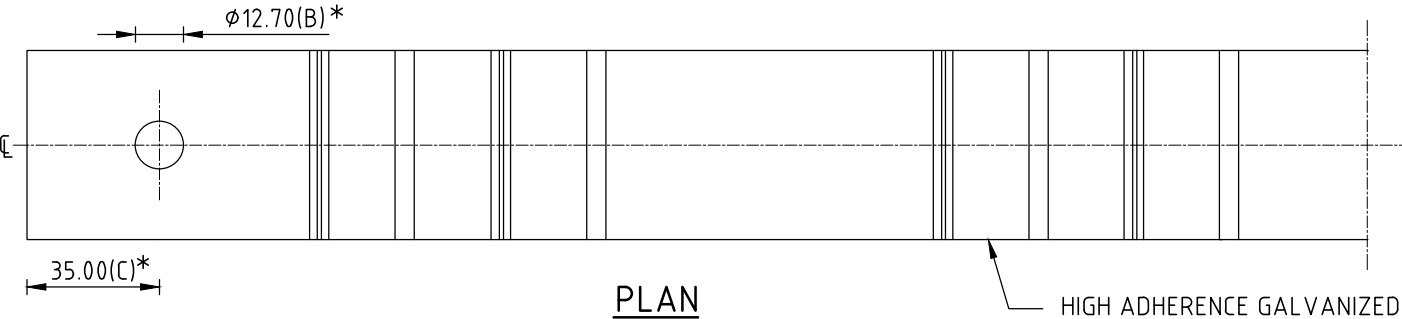 Ø12.70(B)*
℄
35.00(C)*
PLAN
HIGH ADHERENCE GALVANIZED